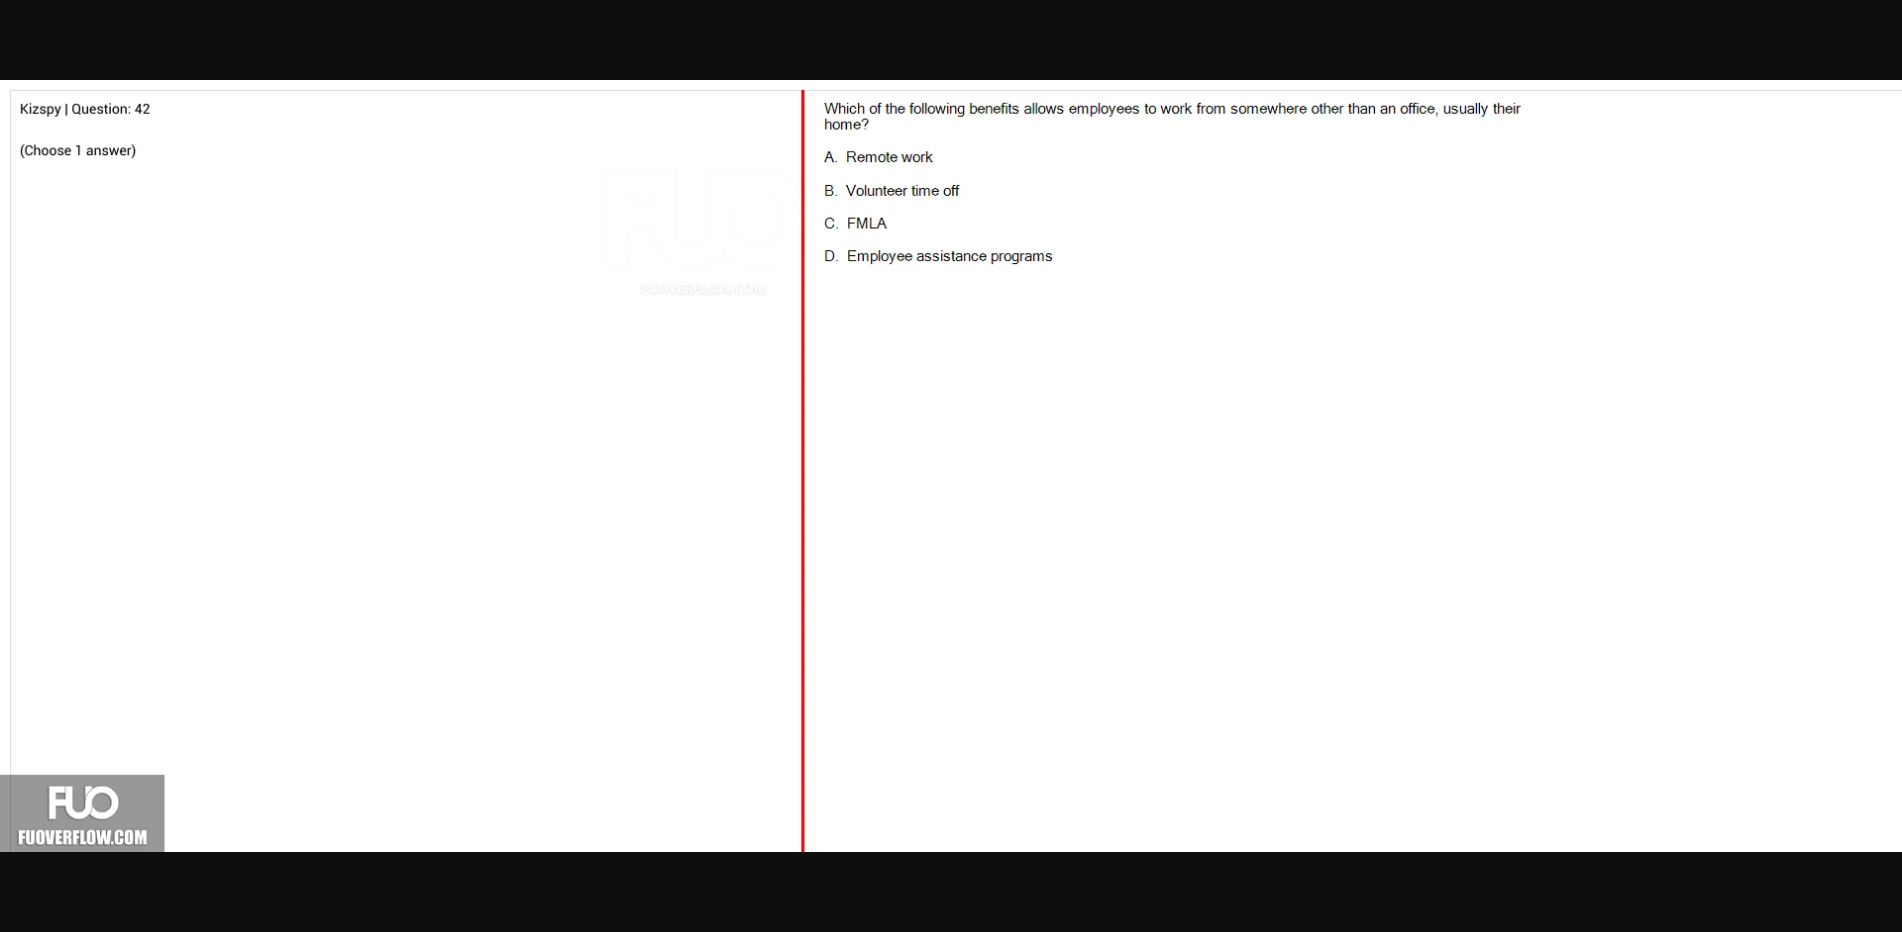 Kizspy | Question: 42
(Choose 1 answer)
Which of the following benefits allows employees to work from somewhere other than an office, usually their
home?
A. Remote work
B. Volunteer time off
C. FMLA
D. Employee assistance programs
FUO
FUOVERFLOW.COM
FUO
FUOVERFLOW.COM